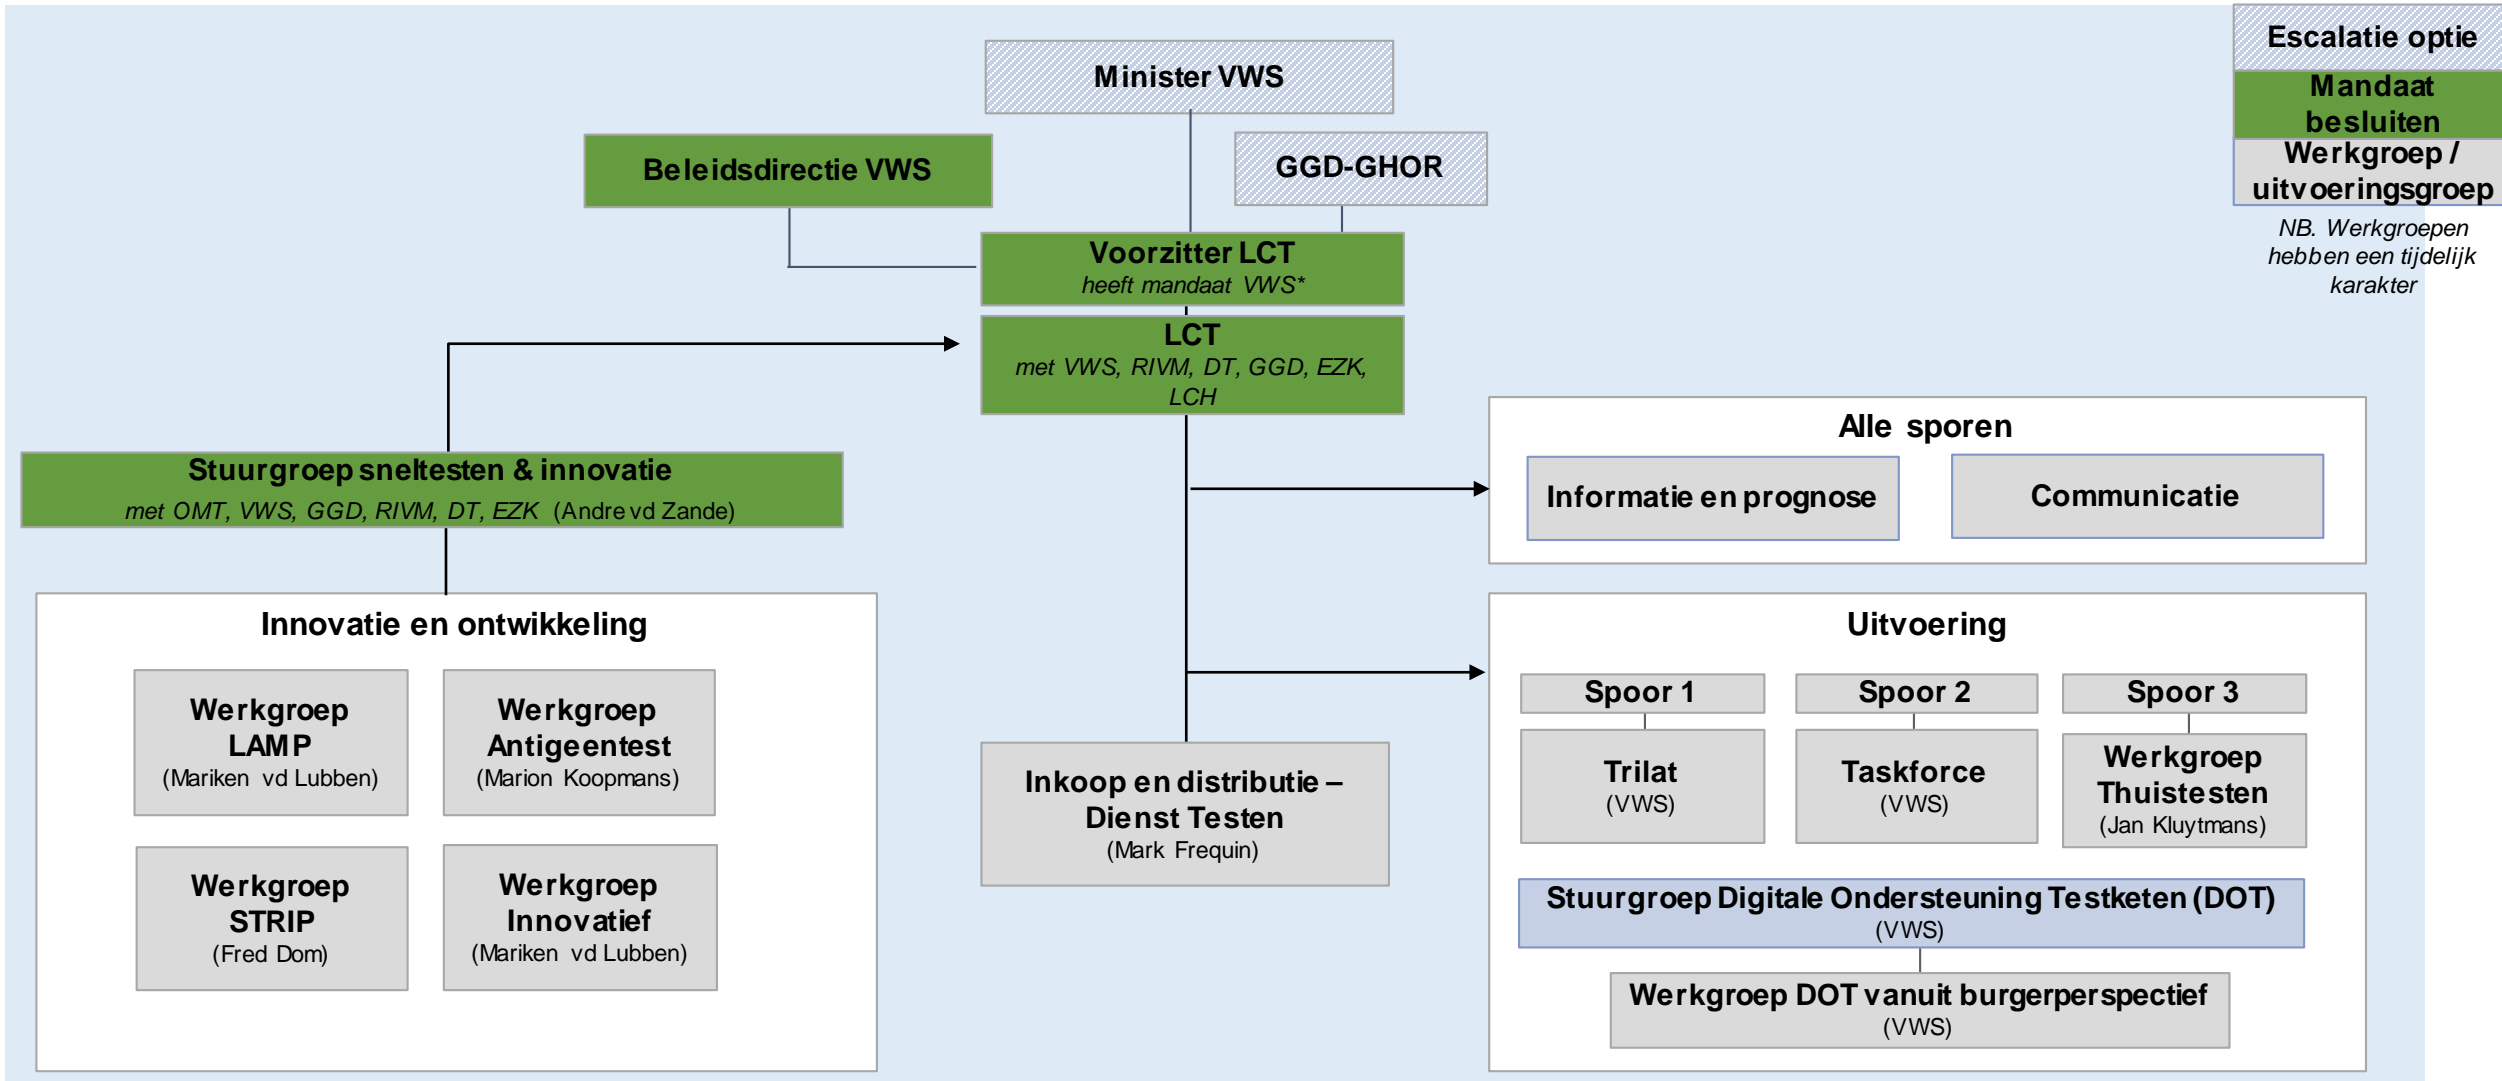 Escalatie optie
Mandaat
besluiten
Werkgroep /
uitvoeringsgroep
NB. Werkgroepen
hebben een tijdelijk
karakter
Minister VWS
Beleidsdirectie VWS
GGD-GHOR
Voorzitter LCT
heeft mandaat VWS*
LCT
met VWS, RIVM, DT, GGD, EZK,
LCH
Stuurgroep sneltesten & innovatie
met OMT, VWS, GGD, RIVM, DT, EZK (Andre vd Zande)
Innovatie en ontwikkeling
Werkgroep
LAMP
(Mariken vd Lubben)
Werkgroep
Antigeentest
(Marion Koopmans)
Werkgroep
STRIP
(Fred Dom)
Werkgroep
Innovatief
(Mariken vd Lubben)
Inkoop en distributie –
Dienst Testen
(Mark Frequin)
Alle sporen
Informatie en prognose
Communicatie
Uitvoering
Spoor 1
Trilat
(VWS)
Spoor 2
Taskforce
(VWS)
Spoor 3
Werkgroep
Thuistesten
(Jan Kluytmans)
Stuurgroep Digitale Ondersteuning Testketen (DOT)
(VWS)
Werkgroep DOT vanuit burgerperspectief
(VWS)